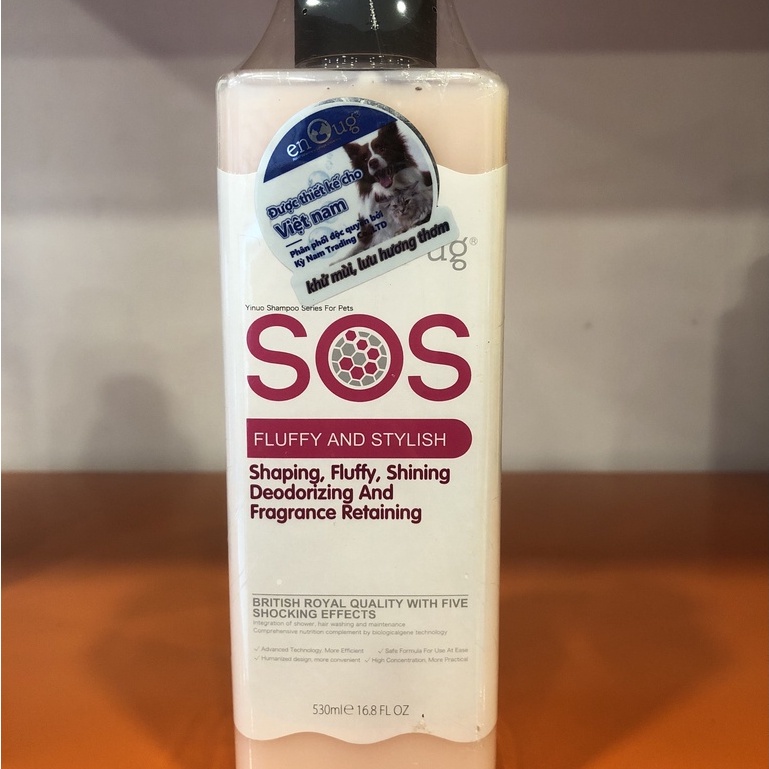 enOug
Được thiết kế cho
Việt nam
Phân phối độc quyền bởi
Kỳ Nam Trading CO.LTD
khử mùi, lưu hương thơm
ug®
Yinuo Shampoo Series For Pets
SOS
FLUFFY AND STYLISH
Shaping, Fluffy, Shining
Deodorizing And
Fragrance Retaining
BRITISH ROYAL QUALITY WITH FIVE
SHOCKING EFFECTS
Integration of shower, hair washing and maintenance
Comprehensive nutrition complement by biologicalgene technology
✓ Advanced Technology, More Efficient ✓ Safe Formula For Use At Ease
✓ Humanized design, more convenient ✓ High Concentration, More Practical
530ml℮ 16.8 FL OZ